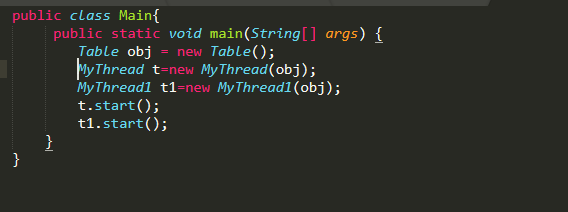 public class Main{
public static void main(String[] args) {
Table obj = new Table();
MyThread t=new MyThread(obj);
MyThread1 t1=new MyThread1(obj);
t.start();
t1.start();
}
}